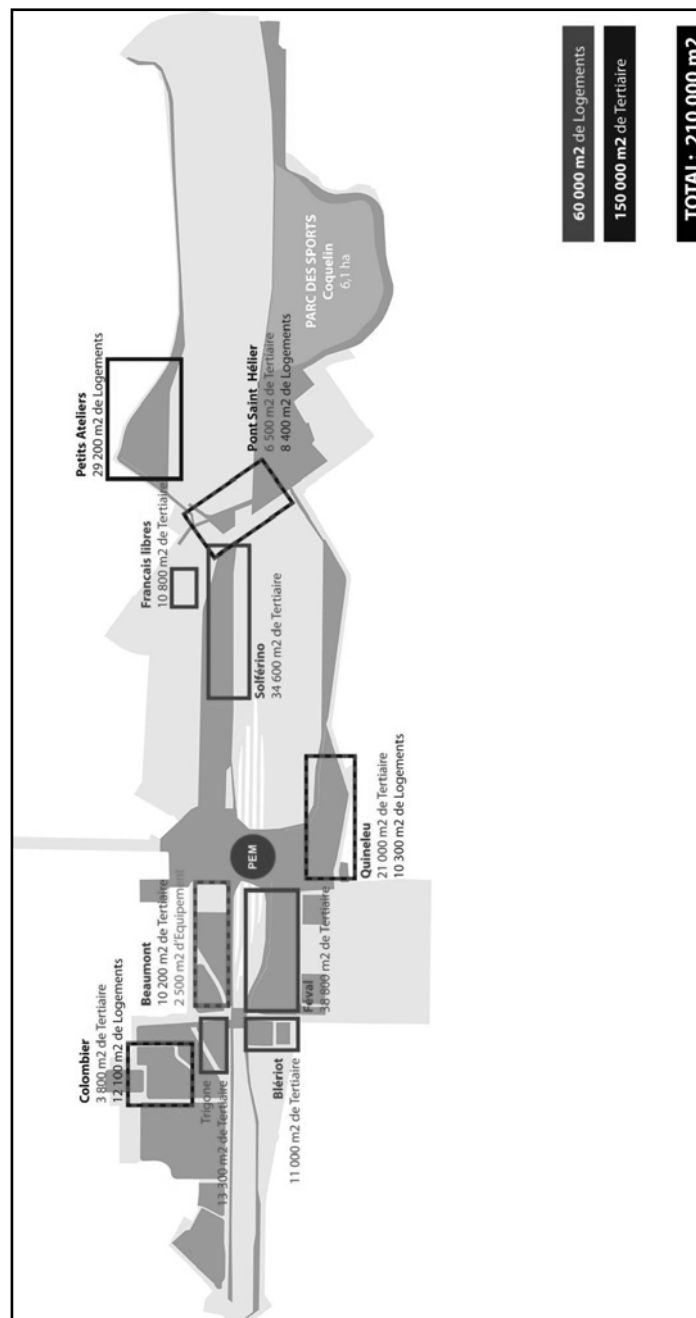 Colombier
3 800 m2 de Tertiaire
12 100 m2 de Logements
Trigone
13 300 m2 de Tertiaire
Blériot
11 000 m2 de Tertiaire
Beaumont
10 200 m2 de Tertiaire
2 500 m2 d'Equipement
Féval
38 800 m2 de Tertiaire
PEM
Quineleu
21 000 m2 de Tertiaire
10 300 m2 de Logements
Solférino
34 600 m2 de Tertiaire
Francais libres
10 800 m2 de Tertiaire
Petits Ateliers
29 200 m2 de Logements
Pont Saint Hélier
6 500 m2 de Tertiaire
8 400 m2 de Logements
PARC DES SPORTS
Coquelin
6,1 ha
60 000 m2 de Logements
150 000 m2 de Tertiaire
TOTAL : 210 000 m2